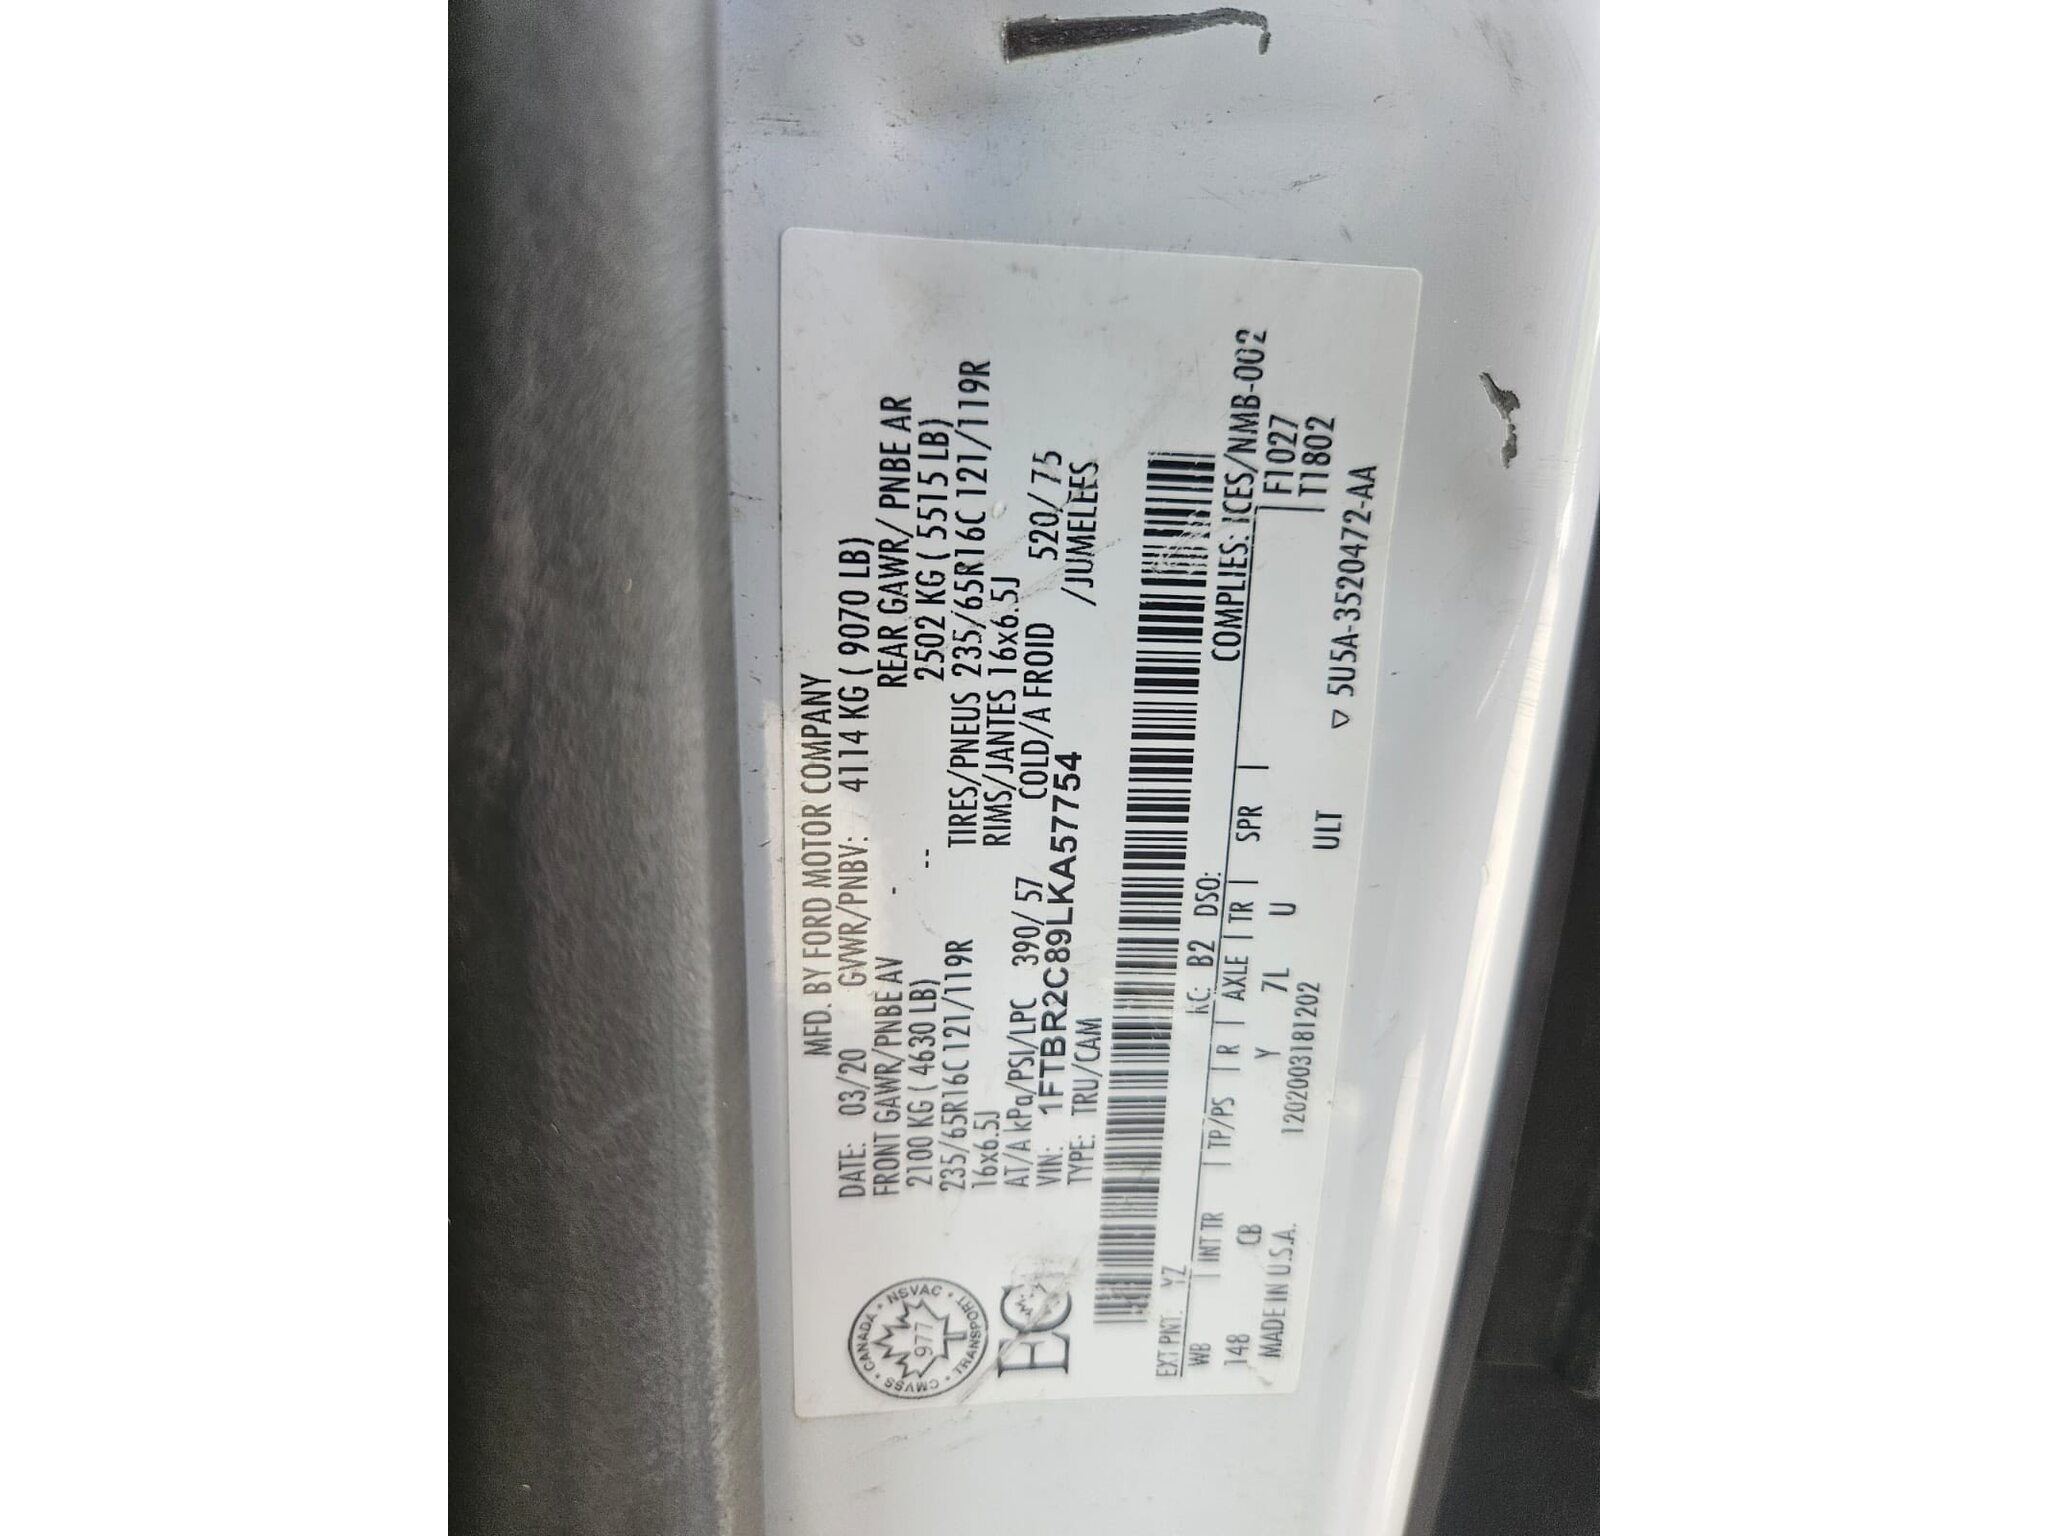 MFD. BY FORD MOTOR COMPANY
DATE: 03/20 GVWR/PNBV: 4114 KG ( 9070 LB)
FRONT GAWR/PNBE AV - REAR GAWR/ PNBE AR
2100 KG ( 4630 LB) -- 2502 KG ( 5515 LB)
235/65R16C 121/119R TIRES/PNEUS 235/65R16C 121/119R
16x6.5J RIMS/JANTES 16x6.5J
AT/A kPa/PSI/LPC 390/ 57 COLD/A FROID 520/ 75
VIN: 1FTBR2C89LKA57754 /JUMELEES
TYPE: TRU/CAM
CANADA • NSVAC • TRANSPORT • CMVSS •
977
EC
COMPLIES: ICES/NMB-002
EXT PNT: YZ RC: B2 DSO:
WB | INT TR | TP/PS | R | AXLE | TR | SPR | F1027
148 CB Y 7L U T1802
MADE IN U.S.A. 1202003181202 ULT
▽ 5U5A-3520472-AA